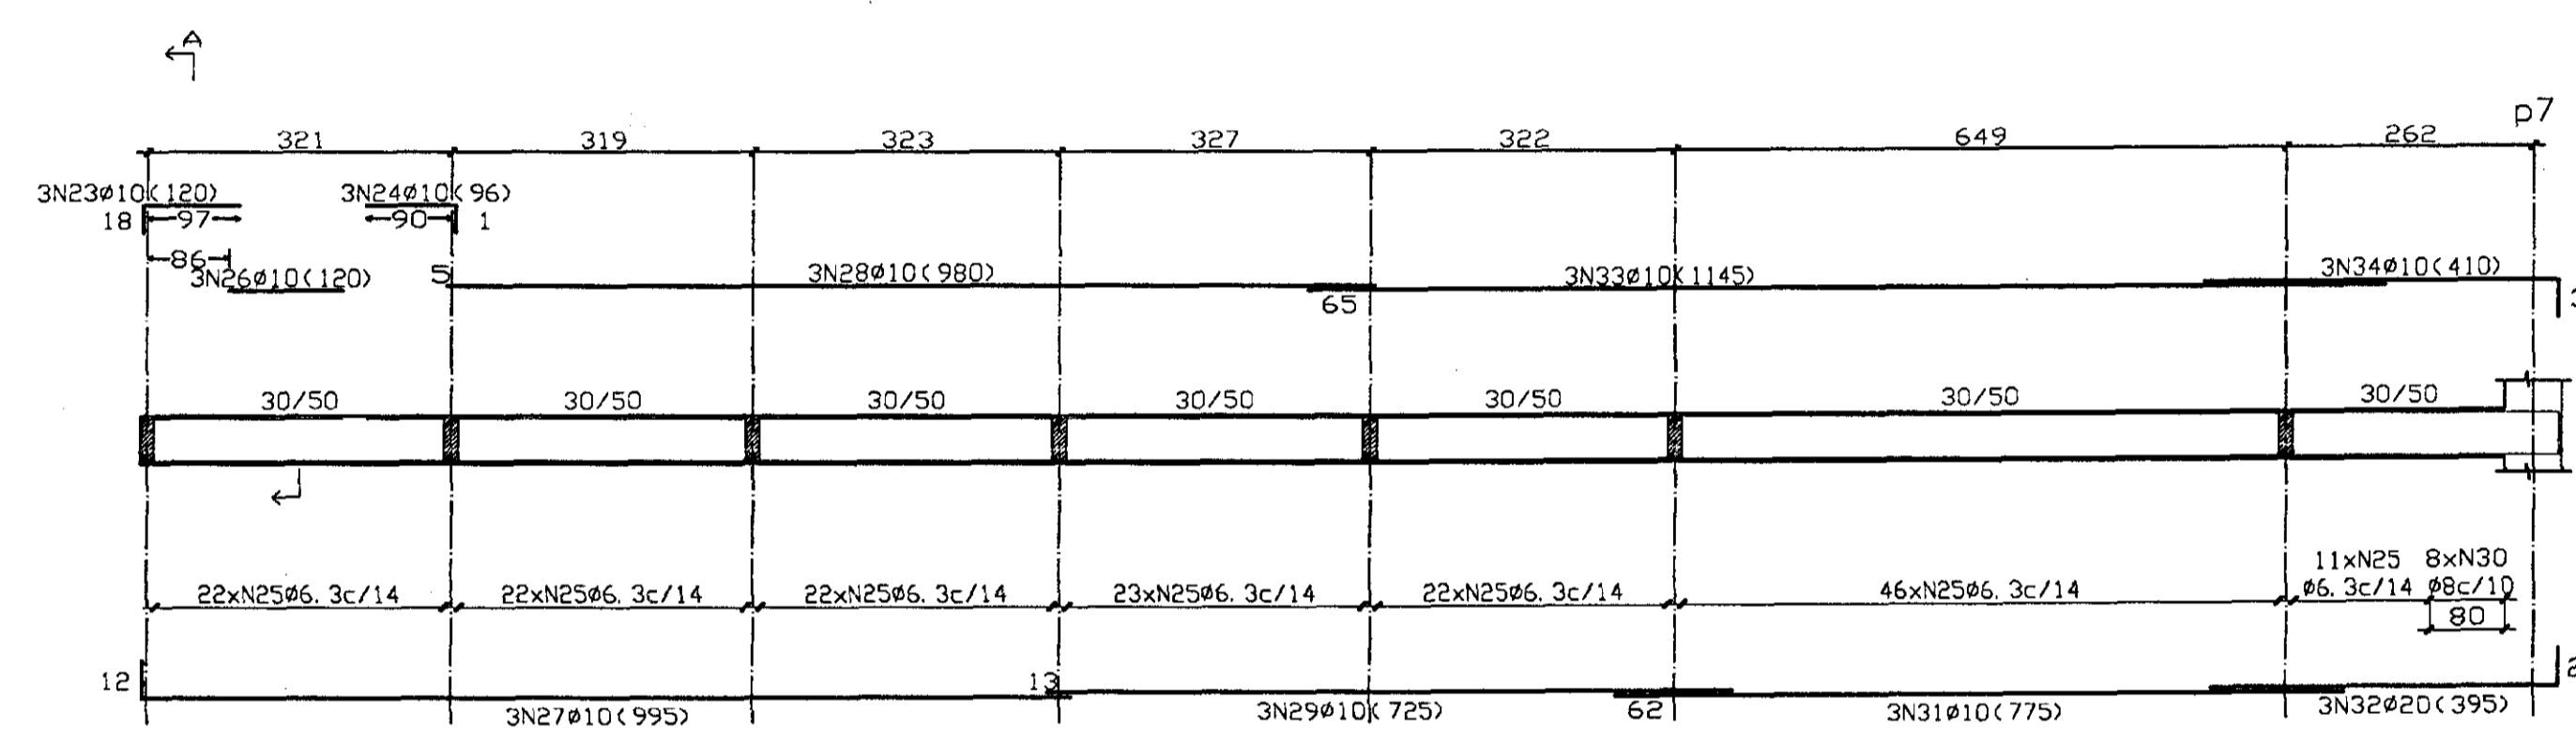 A
p7
321 319 323 327 322 649 262
3N23ø10(120) 3N24ø10(96)
18 97 90 1
86
3N26ø10(120) 5 3N28ø10(980) 3N33ø10(1145) 3N34ø10(410)
65
30/50 30/50 30/50 30/50 30/50 30/50 30/50
11xN25 8xN30
22xN25ø6.3c/14 22xN25ø6.3c/14 22xN25ø6.3c/14 23xN25ø6.3c/14 22xN25ø6.3c/14 46xN25ø6.3c/14 ø6.3c/14 ø8c/10
80
12 13
3N27ø10(995) 3N29ø10(725) 62 3N31ø10(775) 3N32ø20(395)